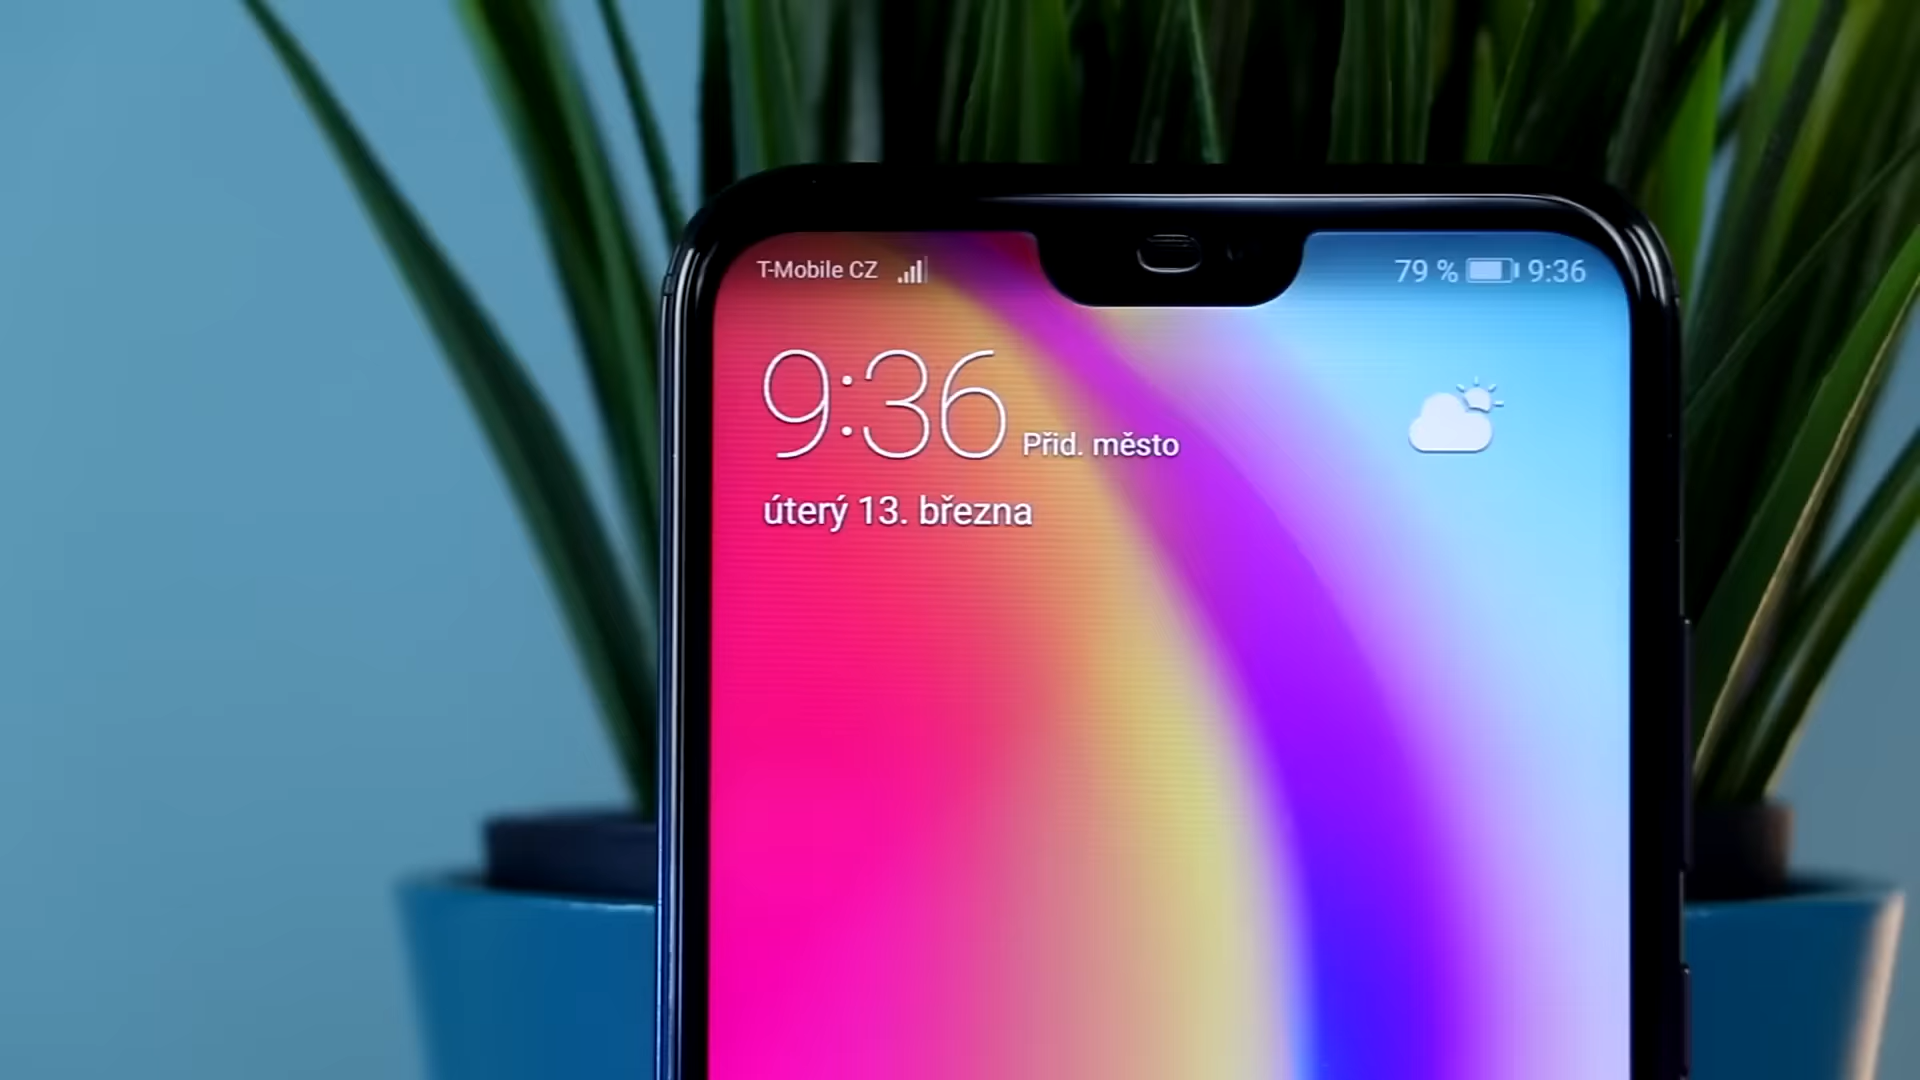 T-Mobile CZ 79 % 9:36
9:36 Přid. město
úterý 13. března